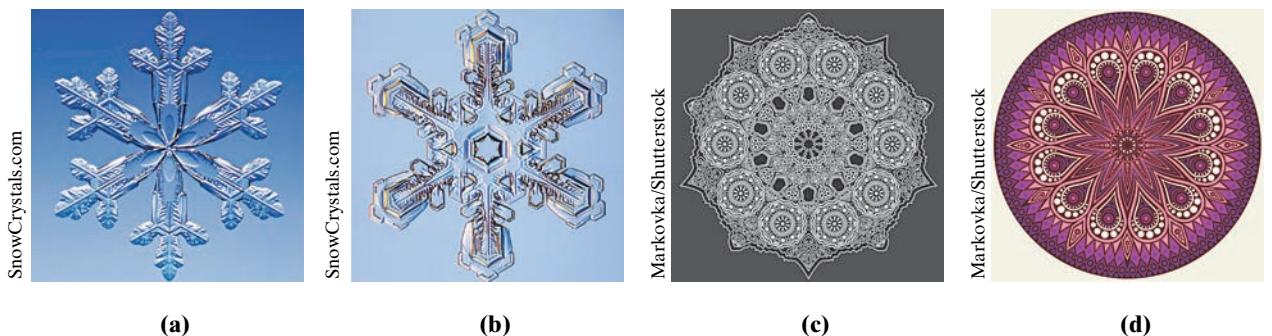 SnowCrystals.com
SnowCrystals.com
Markovka/Shutterstock
Markovka/Shutterstock
(a)
(b)
(c)
(d)